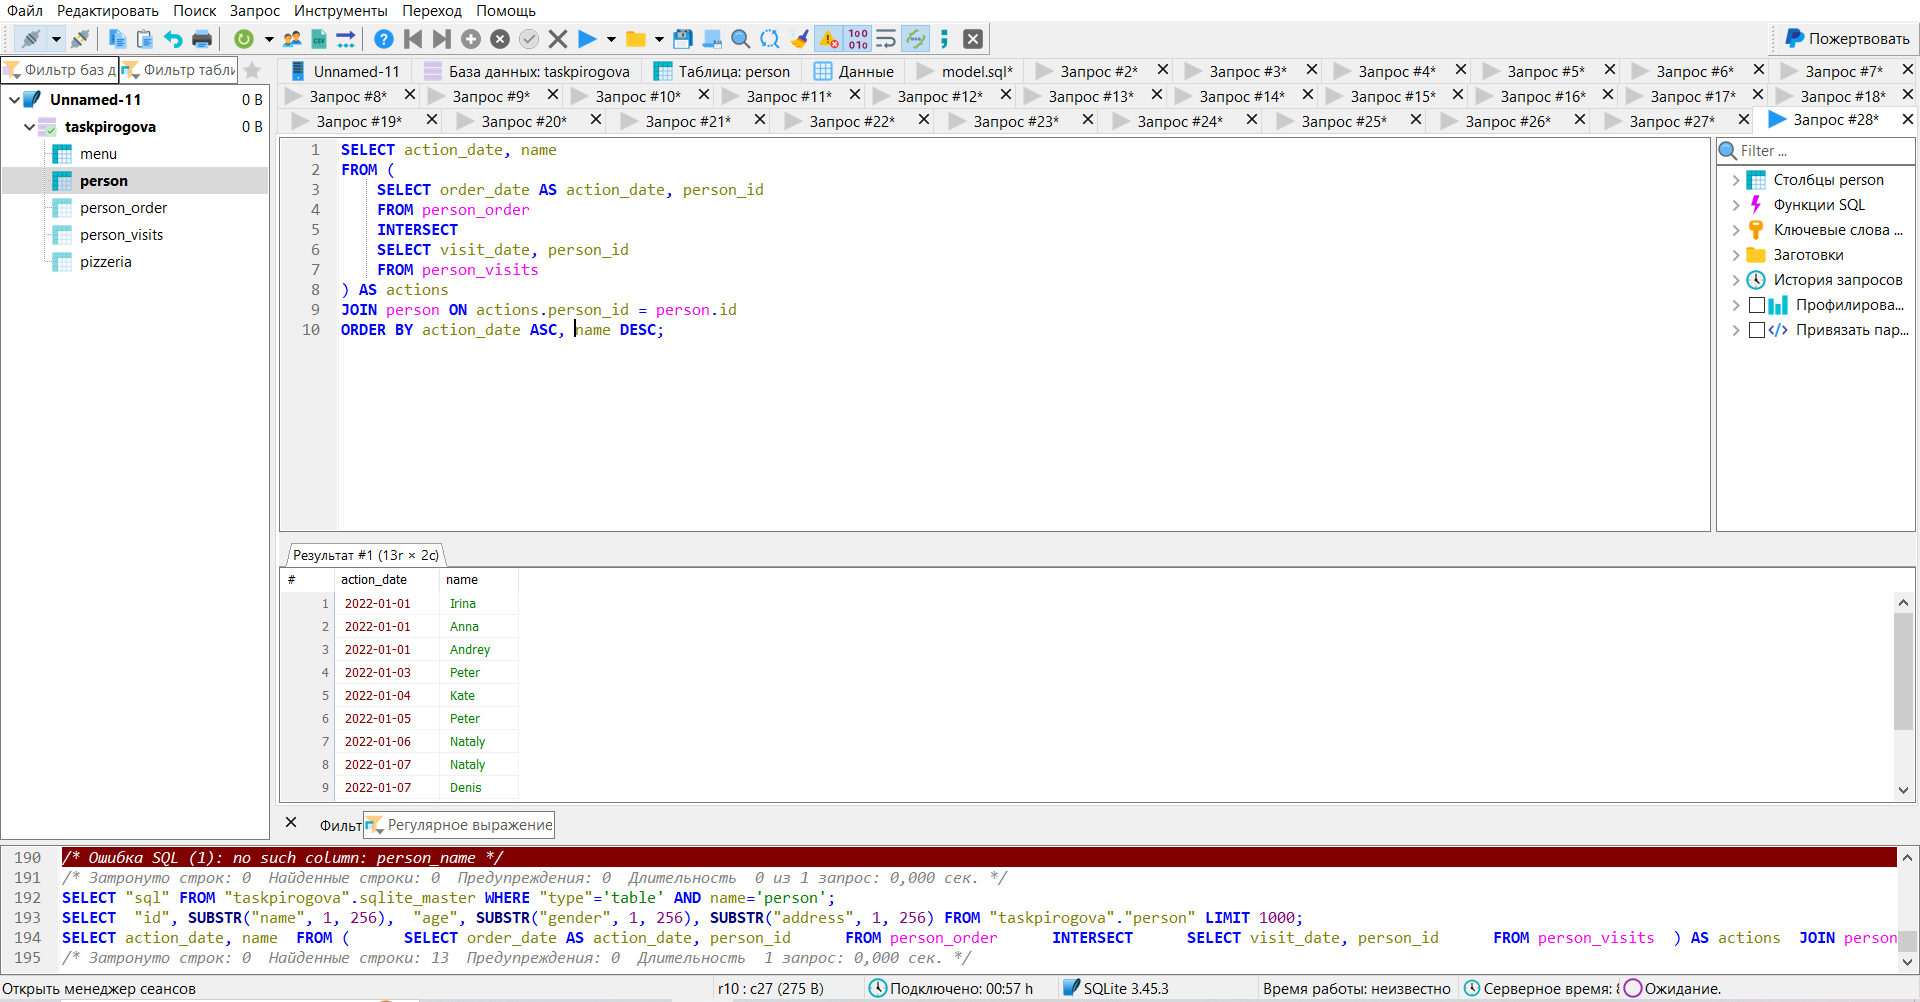 Файл Редактировать Поиск Запрос Инструменты Переход Помощь
Пожертвовать
Фильтр баз д Фильтр табли
Unnamed-11 База данных: taskpirogova Таблица: person Данные model.sql* Запрос #2* Запрос #3* Запрос #4* Запрос #5* Запрос #6* Запрос #7*
Запрос #8* Запрос #9* Запрос #10* Запрос #11* Запрос #12* Запрос #13* Запрос #14* Запрос #15* Запрос #16* Запрос #17* Запрос #18*
Запрос #19* Запрос #20* Запрос #21* Запрос #22* Запрос #23* Запрос #24* Запрос #25* Запрос #26* Запрос #27* Запрос #28*
Unnamed-11 0 B
taskpirogova 0 B
menu
person
person_order
person_visits
pizzeria
1 SELECT action_date, name
2 FROM (
3 SELECT order_date AS action_date, person_id
4 FROM person_order
5 INTERSECT
6 SELECT visit_date, person_id
7 FROM person_visits
8 ) AS actions
9 JOIN person ON actions.person_id = person.id
10 ORDER BY action_date ASC, name DESC;
Filter ...
Столбцы person
Функции SQL
Ключевые слова ...
Заготовки
История запросов
Профилирова...
Привязать пар...
Результат #1 (13r × 2c)
# action_date name
1 2022-01-01 Irina
2 2022-01-01 Anna
3 2022-01-01 Andrey
4 2022-01-03 Peter
5 2022-01-04 Kate
6 2022-01-05 Peter
7 2022-01-06 Nataly
8 2022-01-07 Nataly
9 2022-01-07 Denis
Фильт Регулярное выражение
190 /* Ошибка SQL (1): no such column: person_name */
191 /* Затронуто строк: 0 Найденные строки: 0 Предупреждения: 0 Длительность 0 из 1 запрос: 0,000 сек. */
192 SELECT "sql" FROM "taskpirogova".sqlite_master WHERE "type"='table' AND name='person';
193 SELECT "id", SUBSTR("name", 1, 256), "age", SUBSTR("gender", 1, 256), SUBSTR("address", 1, 256) FROM "taskpirogova"."person" LIMIT 1000;
194 SELECT action_date, name FROM ( SELECT order_date AS action_date, person_id FROM person_order INTERSECT SELECT visit_date, person_id FROM person_visits ) AS actions JOIN person
195 /* Затронуто строк: 0 Найденные строки: 13 Предупреждения: 0 Длительность 1 запрос: 0,000 сек. */
Открыть менеджер сеансов r10 : c27 (275 B) Подключено: 00:57 h SQLite 3.45.3 Время работы: неизвестно Серверное время: Ожидание.